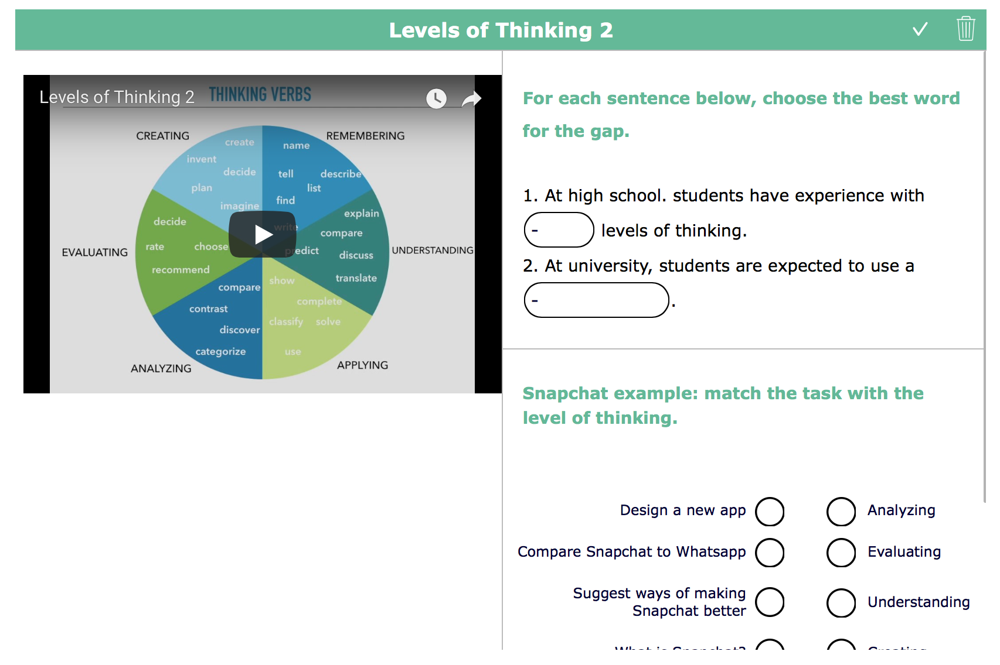 Levels of Thinking 2
Levels of Thinking 2
THINKING VERBS
CREATING
create
invent
decide
plan
imagine
REMEMBERING
name
tell
describe
list
find
write
explain
compare
predict
discuss
translate
UNDERSTANDING
EVALUATING
decide
rate
choose
recommend
compare
contrast
discover
categorize
ANALYZING
show
complete
classify
solve
use
APPLYING
For each sentence below, choose the best word
for the gap.
1. At high school. students have experience with
- levels of thinking.
2. At university, students are expected to use a
- .
Snapchat example: match the task with the
level of thinking.
Design a new app
Analyzing
Compare Snapchat to Whatsapp
Evaluating
Suggest ways of making
Snapchat better
Understanding
What is Snapchat?
Creating